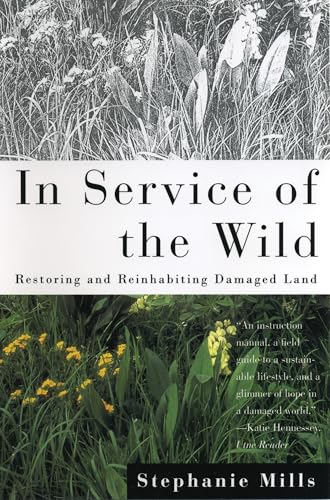 In Service of
the Wild
Restoring and Reinhabiting Damaged Land
“An instruction
manual, a field
guide to a sustain-
able lifestyle, and a
glimmer of hope in
a damaged world.”
—Katie Hennessey,
Utne Reader
Stephanie Mills